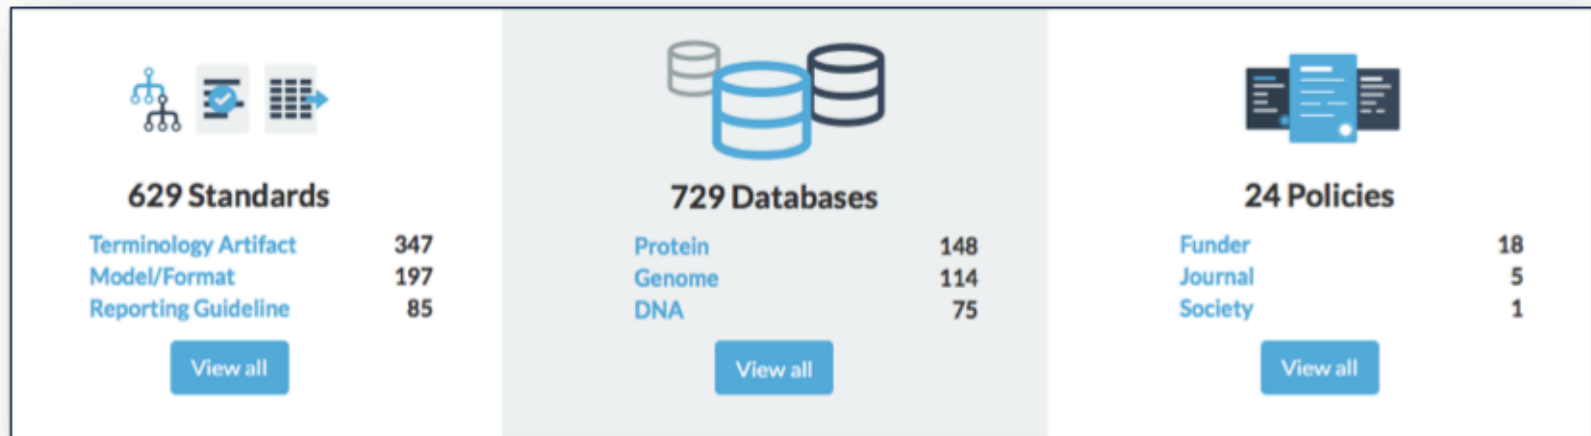 629 Standards
Terminology Artifact 347
Model/Format 197
Reporting Guideline 85
View all
729 Databases
Protein 148
Genome 114
DNA 75
View all
24 Policies
Funder 18
Journal 5
Society 1
View all